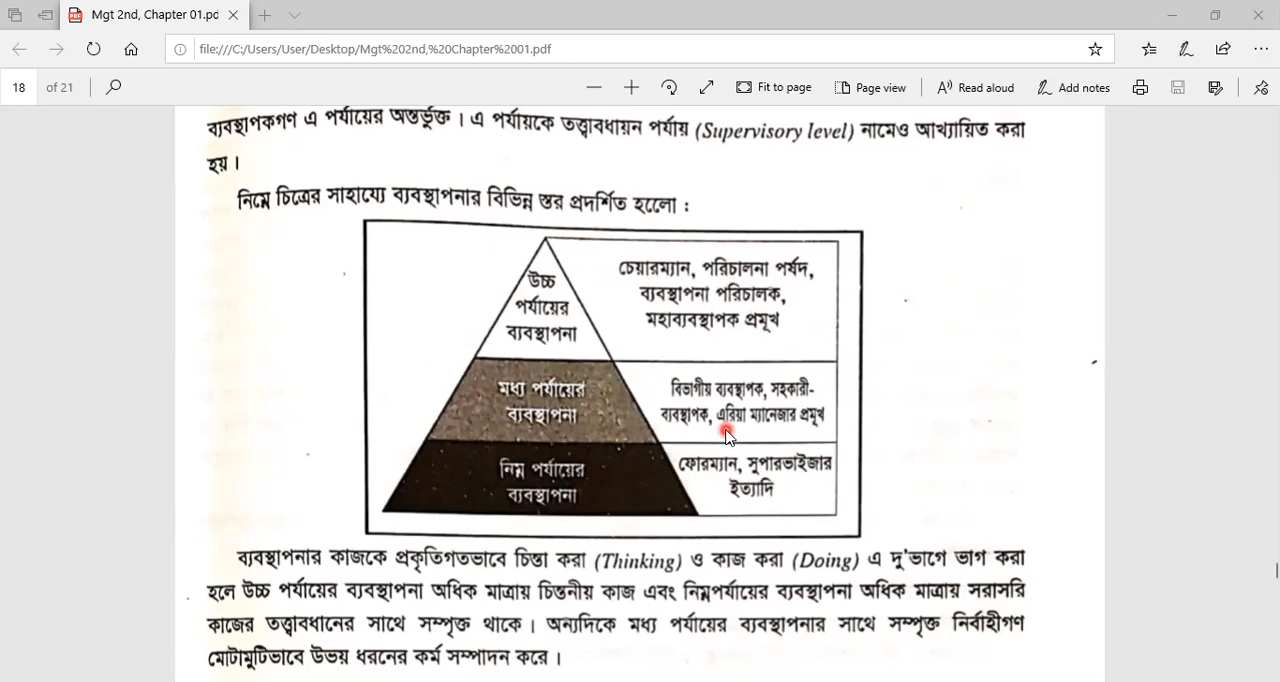 Mgt 2nd, Chapter 01.pd
file:///C:/Users/User/Desktop/Mgt%202nd,%20Chapter%2001.pdf
18 of 21 Fit to page Page view Read aloud Add notes
ব্যবস্থাপকগণ এ পর্যায়ের অন্তর্ভুক্ত। এ পর্যায়কে তত্ত্বাবধায়ন পর্যায় (Supervisory level) নামেও আখ্যায়িত করা
হয়।
নিম্নে চিত্রের সাহায্যে ব্যবস্থাপনার বিভিন্ন স্তর প্রদর্শিত হলো :
উচ্চ
পর্যায়ের
ব্যবস্থাপনা
চেয়ারম্যান, পরিচালনা পর্ষদ,
ব্যবস্থাপনা পরিচালক,
মহাব্যবস্থাপক প্রমূখ
মধ্য পর্যায়ের
ব্যবস্থাপনা
বিভাগীয় ব্যবস্থাপক, সহকারী-
ব্যবস্থাপক, এরিয়া ম্যানেজার প্রমূখ
নিম্ন পর্যায়ের
ব্যবস্থাপনা
ফোরম্যান, সুপারভাইজার
ইত্যাদি
ব্যবস্থাপনার কাজকে প্রকৃতিগতভাবে চিন্তা করা (Thinking) ও কাজ করা (Doing) এ দু'ভাগে ভাগ করা
হলে উচ্চ পর্যায়ের ব্যবস্থাপনা অধিক মাত্রায় চিন্তনীয় কাজ এবং নিম্নপর্যায়ের ব্যবস্থাপনা অধিক মাত্রায় সরাসরি
কাজের তত্ত্বাবধানের সাথে সম্পৃক্ত থাকে। অন্যদিকে মধ্য পর্যায়ের ব্যবস্থাপনার সাথে সম্পৃক্ত নির্বাহীগণ
মোটামুটিভাবে উভয় ধরনের কর্ম সম্পাদন করে।